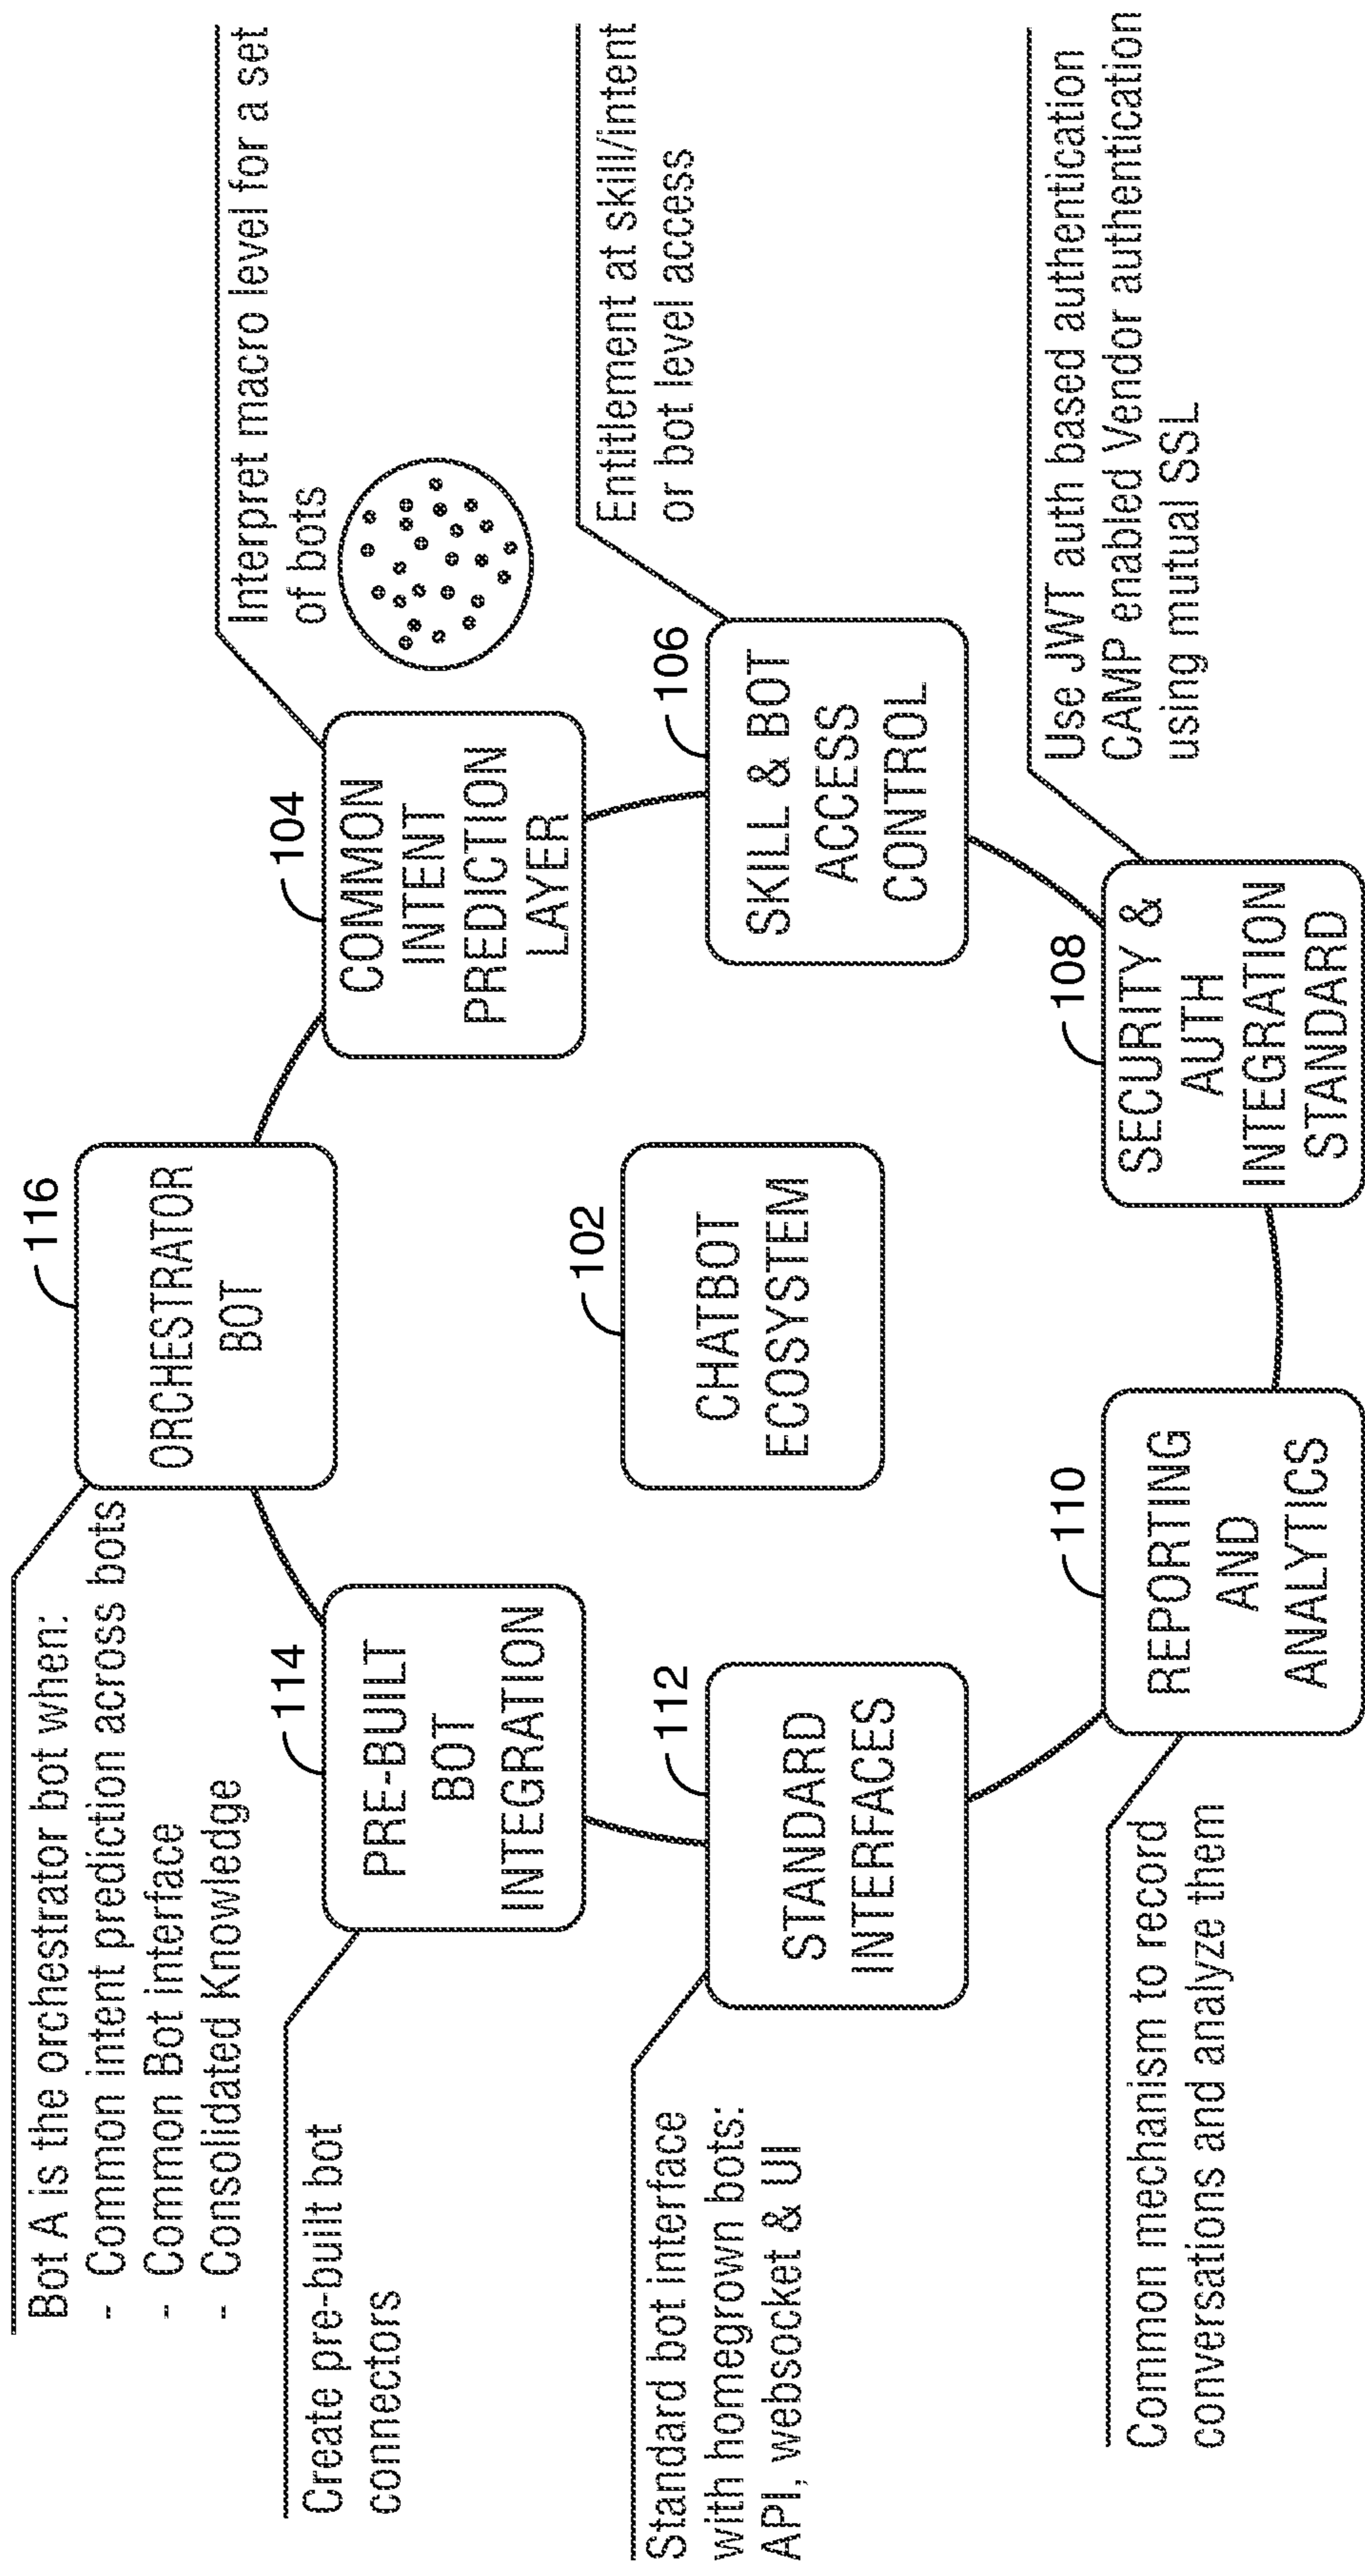 Bot A is the orchestrator bot when:
- Common intent prediction across bots
- Common Bot interface
- Consolidated Knowledge
116
ORCHESTRATOR
BOT
104
COMMON
INTENT
PREDICTION
LAYER
Interpret macro level for a set
of bots
106
SKILL & BOT
ACCESS
CONTROL
Entitlement at skill/intent
or bot level access
108
SECURITY &
AUTH
INTEGRATION
STANDARD
Use JWT auth based authentication
CAMP enabled Vendor authentication
using mutual SSL
110
REPORTING
AND
ANALYTICS
Common mechanism to record
conversations and analyze them
112
STANDARD
INTERFACES
Standard bot interface
with homegrown bots:
API, websocket & UI
114
PRE-BUILT
BOT
INTEGRATION
Create pre-built bot
connectors
102
CHATBOT
ECOSYSTEM